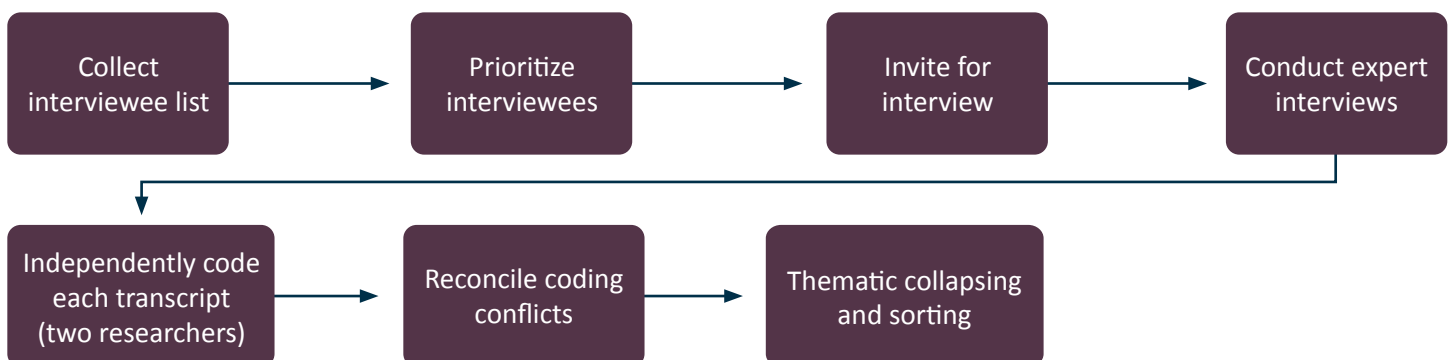 Collect
interviewee list
Prioritize
interviewees
Invite for
interview
Conduct expert
interviews
Independently code
each transcript
(two researchers)
Reconcile coding
conflicts
Thematic collapsing
and sorting